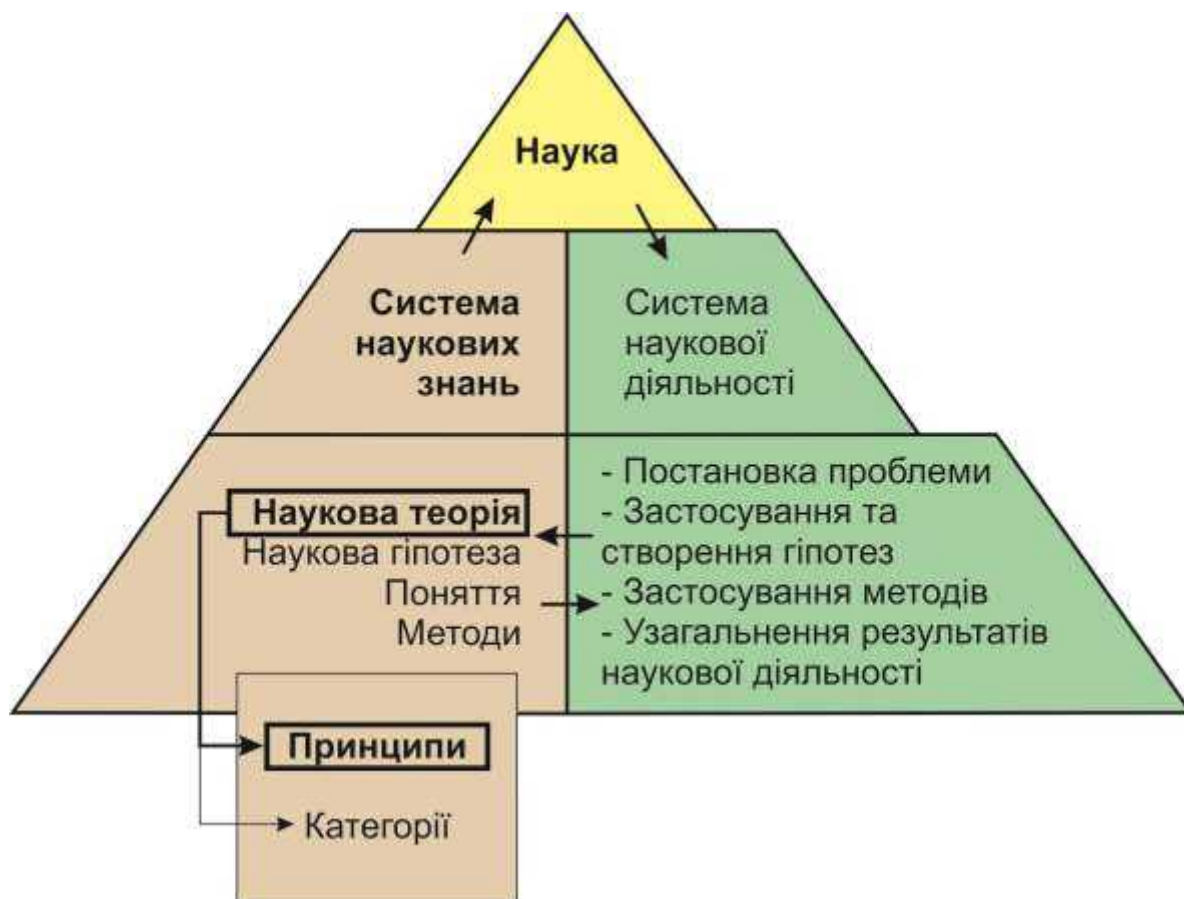 Наука
Система
наукових
знань
Система
наукової
діяльності
Наукова теорія
Наукова гіпотеза
Поняття
Методи
- Постановка проблеми
- Застосування та
створення гіпотез
- Застосування методів
- Узагальнення результатів
наукової діяльності
Принципи
Категорії